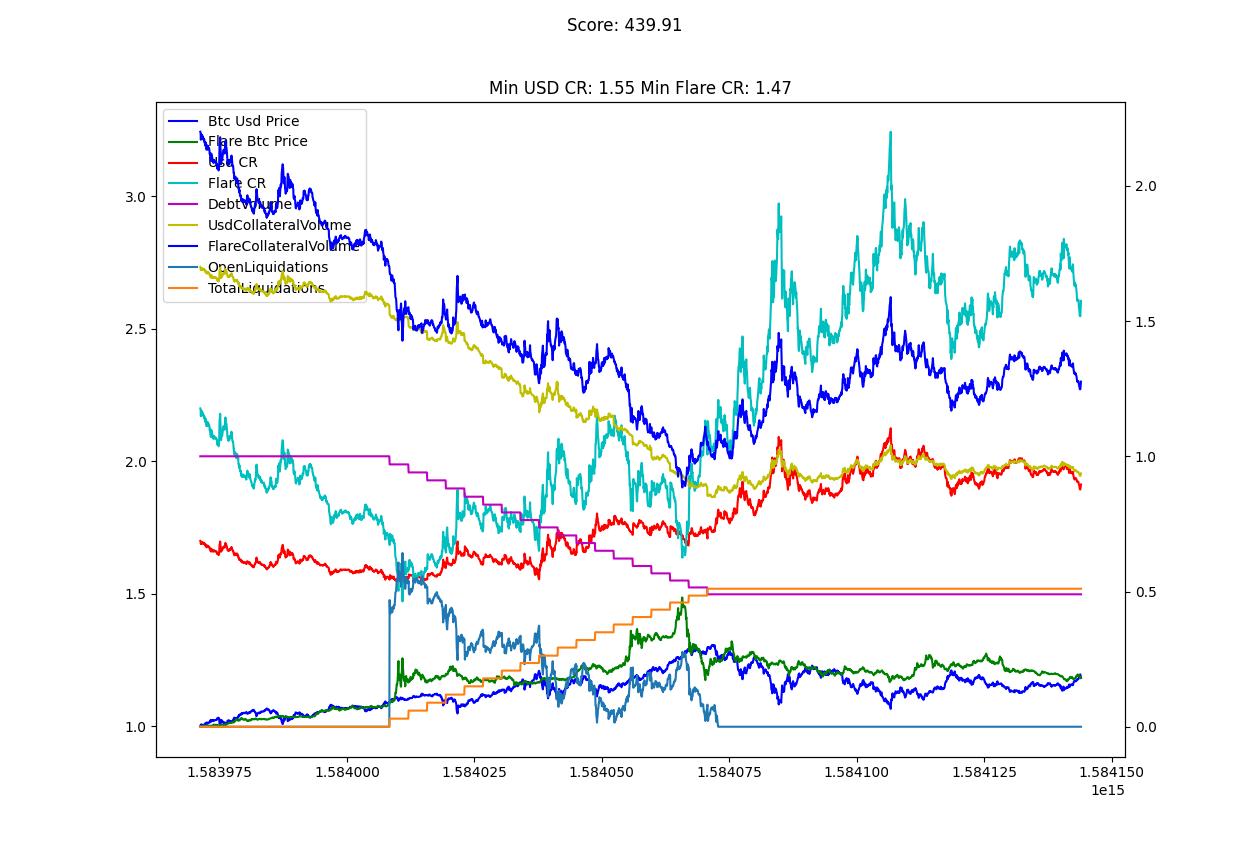 Score: 439.91
Min USD CR: 1.55 Min Flare CR: 1.47
Btc Usd Price
Flare Btc Price
Usd CR
Flare CR
DebtVolume
UsdCollateralVolume
FlareCollateralVolume
OpenLiquidations
TotalLiquidations
3.0
2.5
2.0
1.5
1.0
2.0
1.5
1.0
0.5
0.0
1.583975 1.584000 1.584025 1.584050 1.584075 1.584100 1.584125 1.584150
1e15